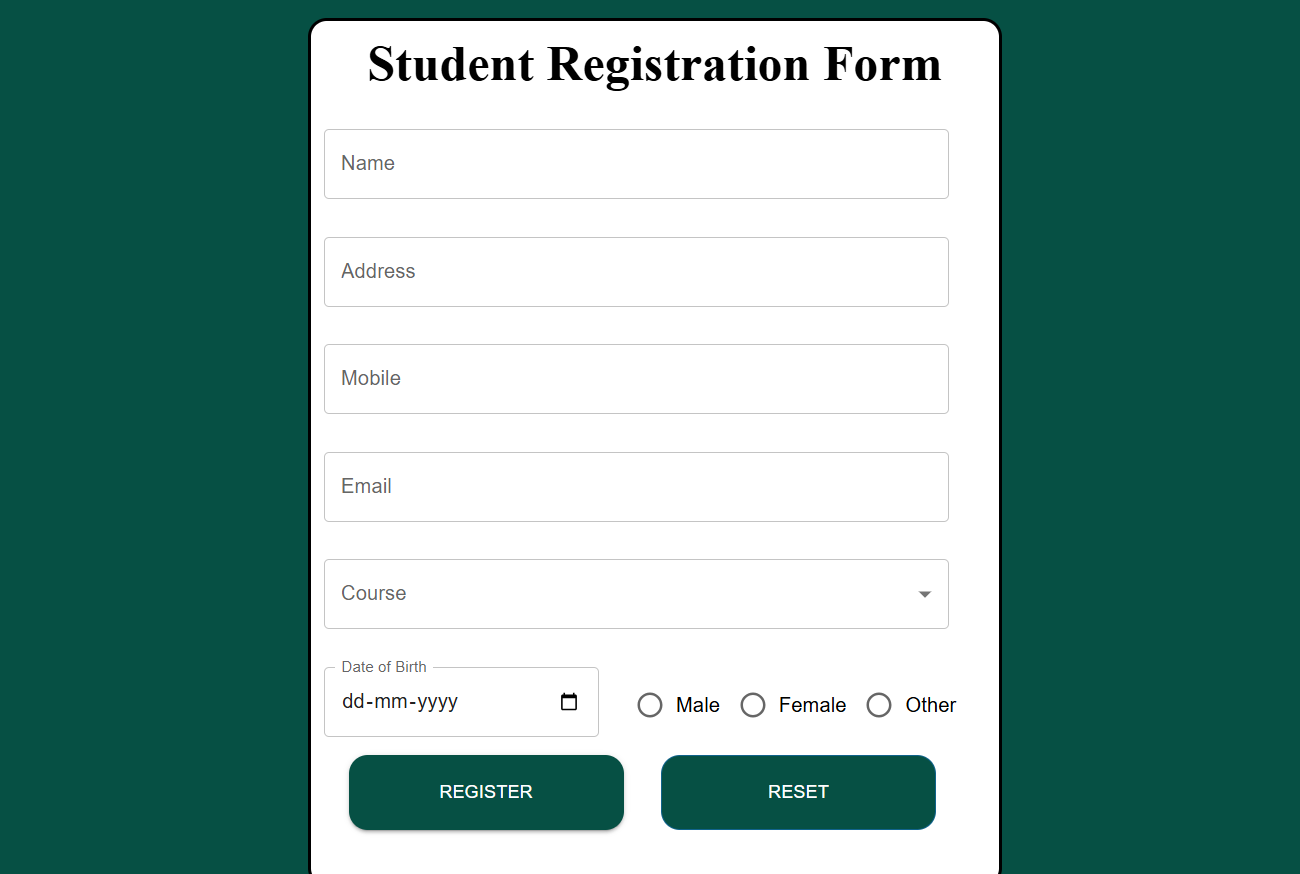 Student Registration Form
Name
Address
Mobile
Email
Course
Date of Birth
dd-mm-yyyy
Male Female Other
REGISTER RESET